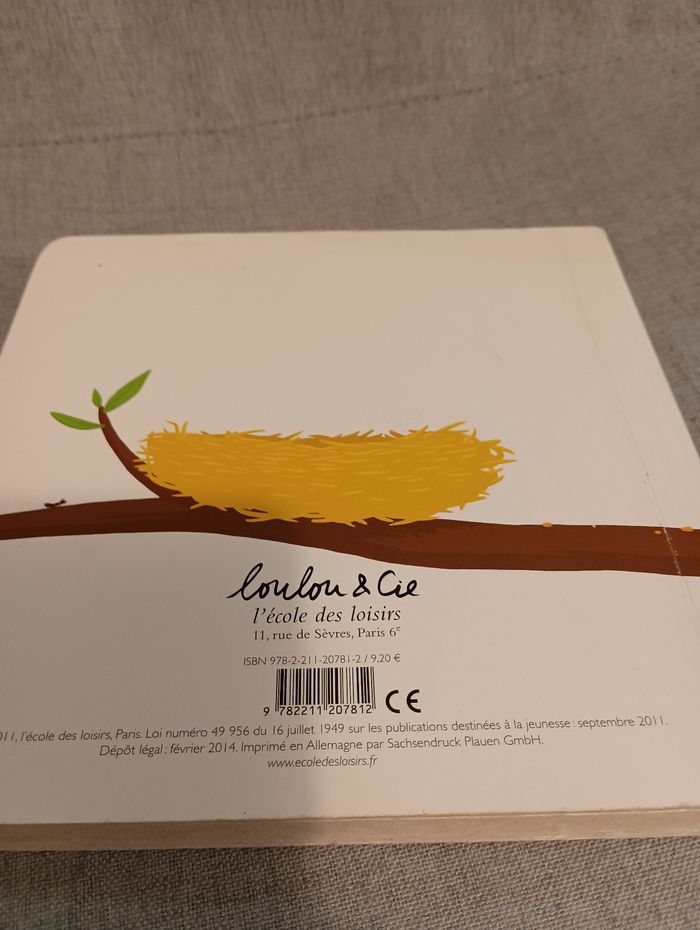 loulou & Cie
l'école des loisirs
11, rue de Sèvres, Paris 6e
ISBN 978-2-211-20781-2 / 9,20 €
9 782211 207812 CE
011, l'école des loisirs, Paris. Loi numéro 49 956 du 16 juillet 1949 sur les publications destinées à la jeunesse : septembre 2011.
Dépôt légal : février 2014. Imprimé en Allemagne par Sachsendruck Plauen GmbH.
www.ecoledesloisirs.fr